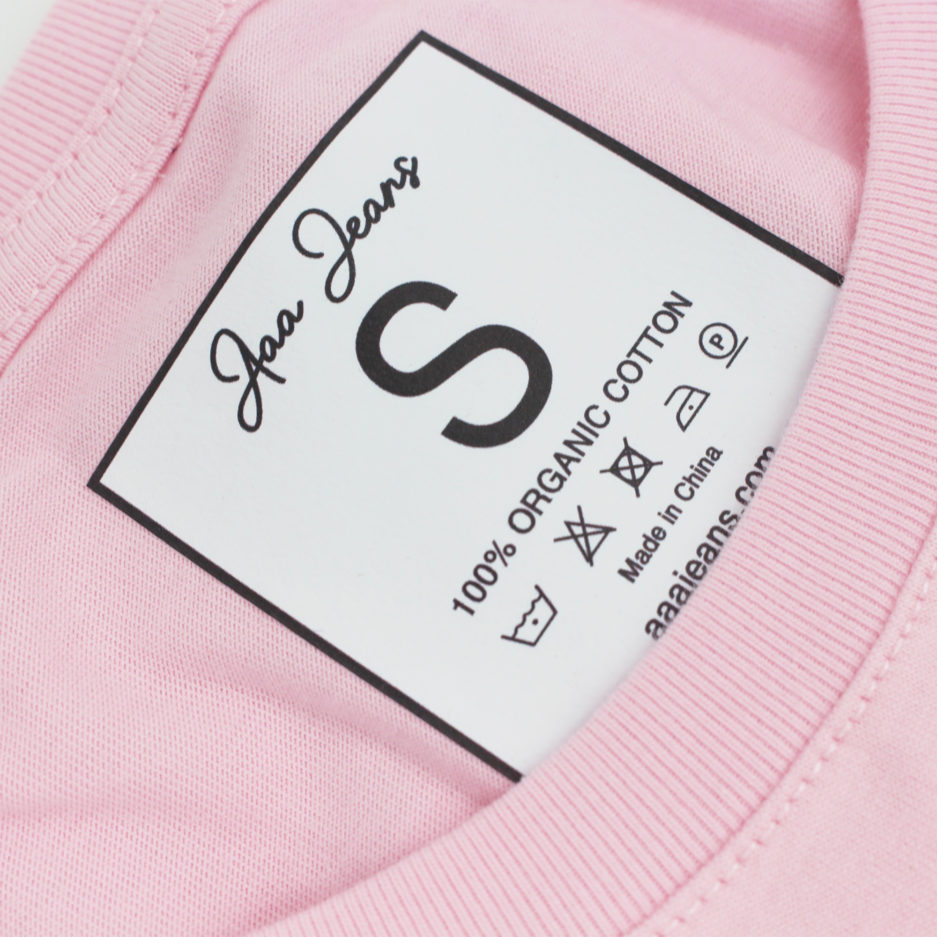 Aaa Jeans
S
100% ORGANIC COTTON
P
Made in China
aaajeans.com